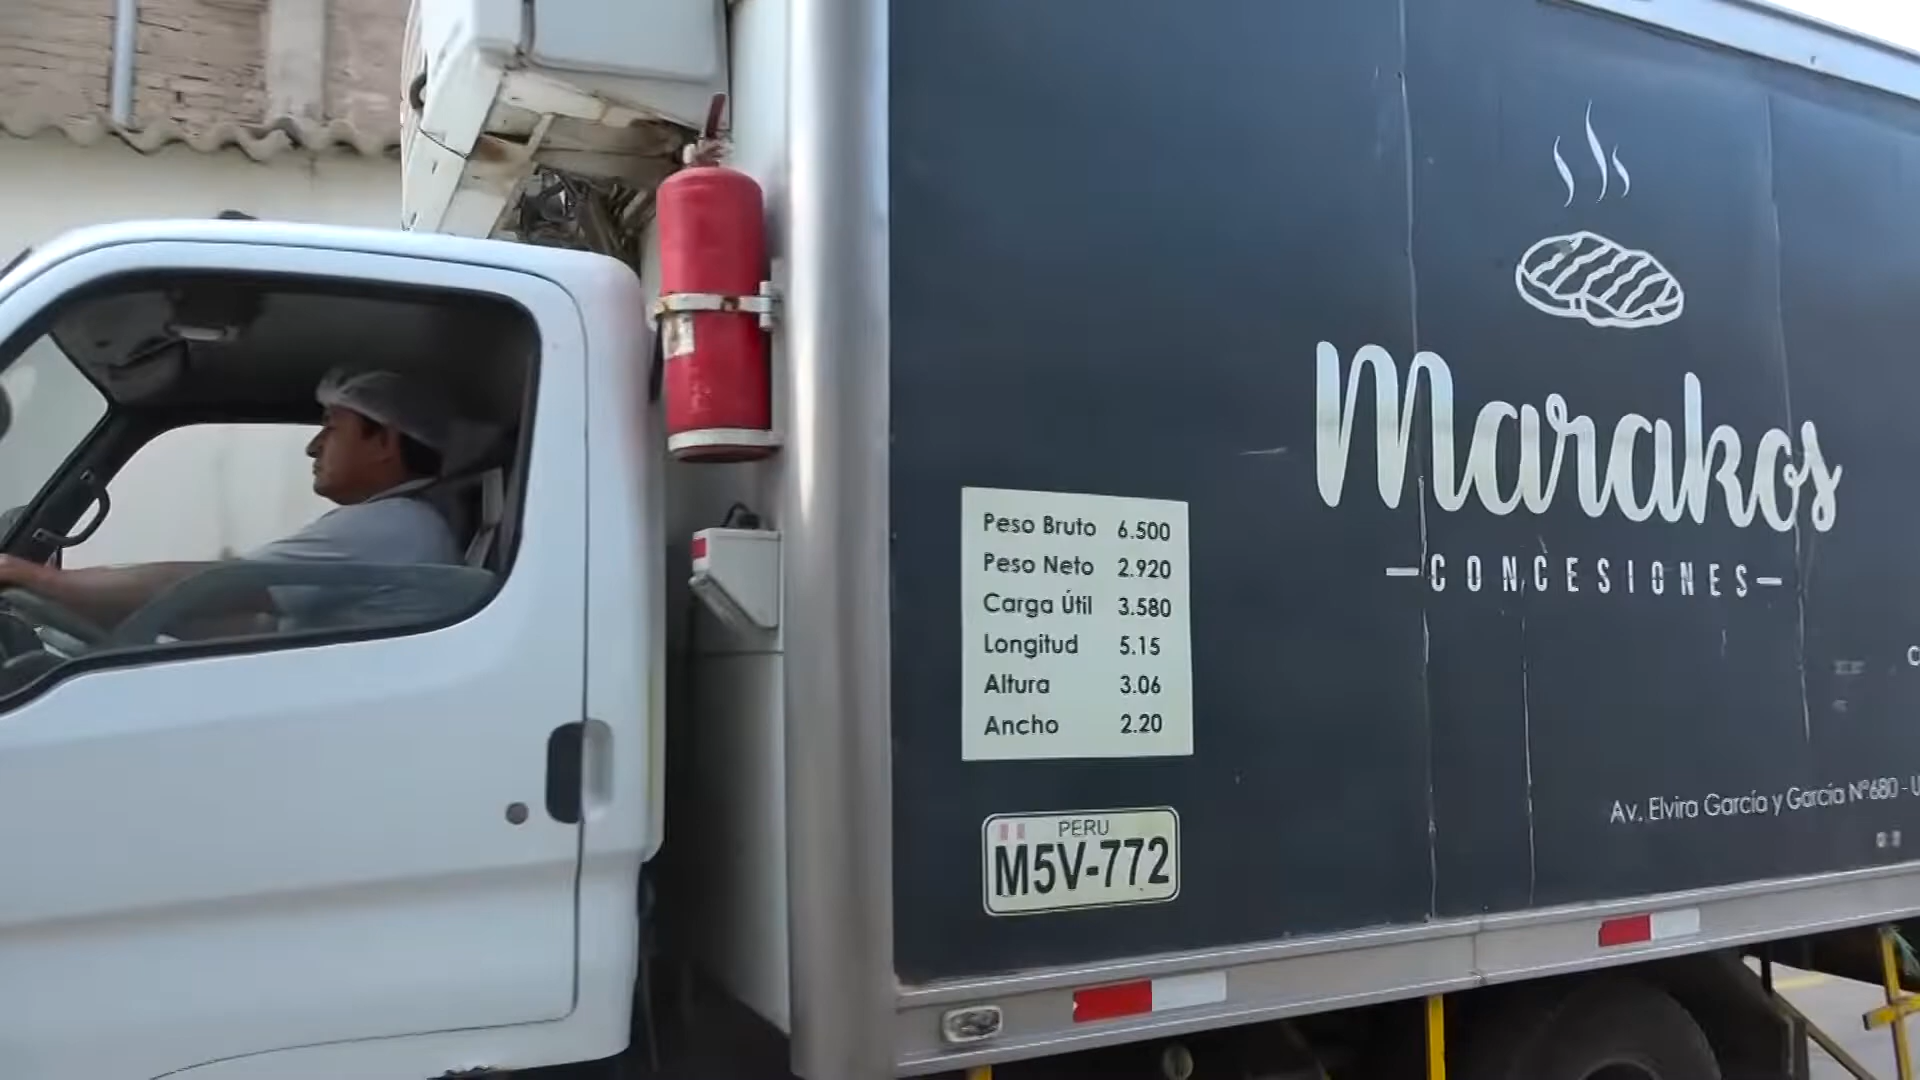 Marakos
CONCESIONES
Peso Bruto 6.500
Peso Neto 2.920
Carga Útil 3.580
Longitud 5.15
Altura 3.06
Ancho 2.20
Av. Elvira García y García Nº680 - U
PERU
M5V-772